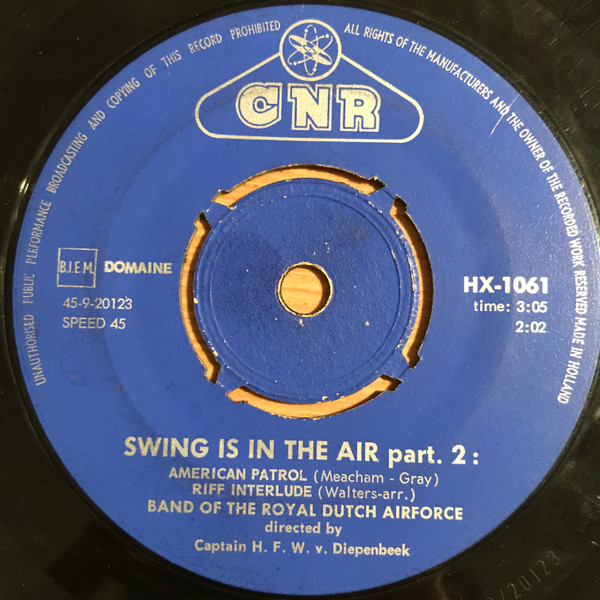 UNAUTHORISED PUBLIC PERFORMANCE BROADCASTING AND COPYING OF THIS RECORD PROHIBITED
ALL RIGHTS OF THE MANUFACTURERS AND THE OWNER OF THE RECORDED WORK RESERVED MADE IN HOLLAND
CNR
B.I.E.M.
DOMAINE
45-9-20123
SPEED 45
HX-1061
time: 3:05
2:02
SWING IS IN THE AIR part. 2 :
AMERICAN PATROL (Meacham - Gray)
RIFF INTERLUDE (Walters-arr.)
BAND OF THE ROYAL DUTCH AIRFORCE
directed by
Captain H. F. W. v. Diepenbeek
20123